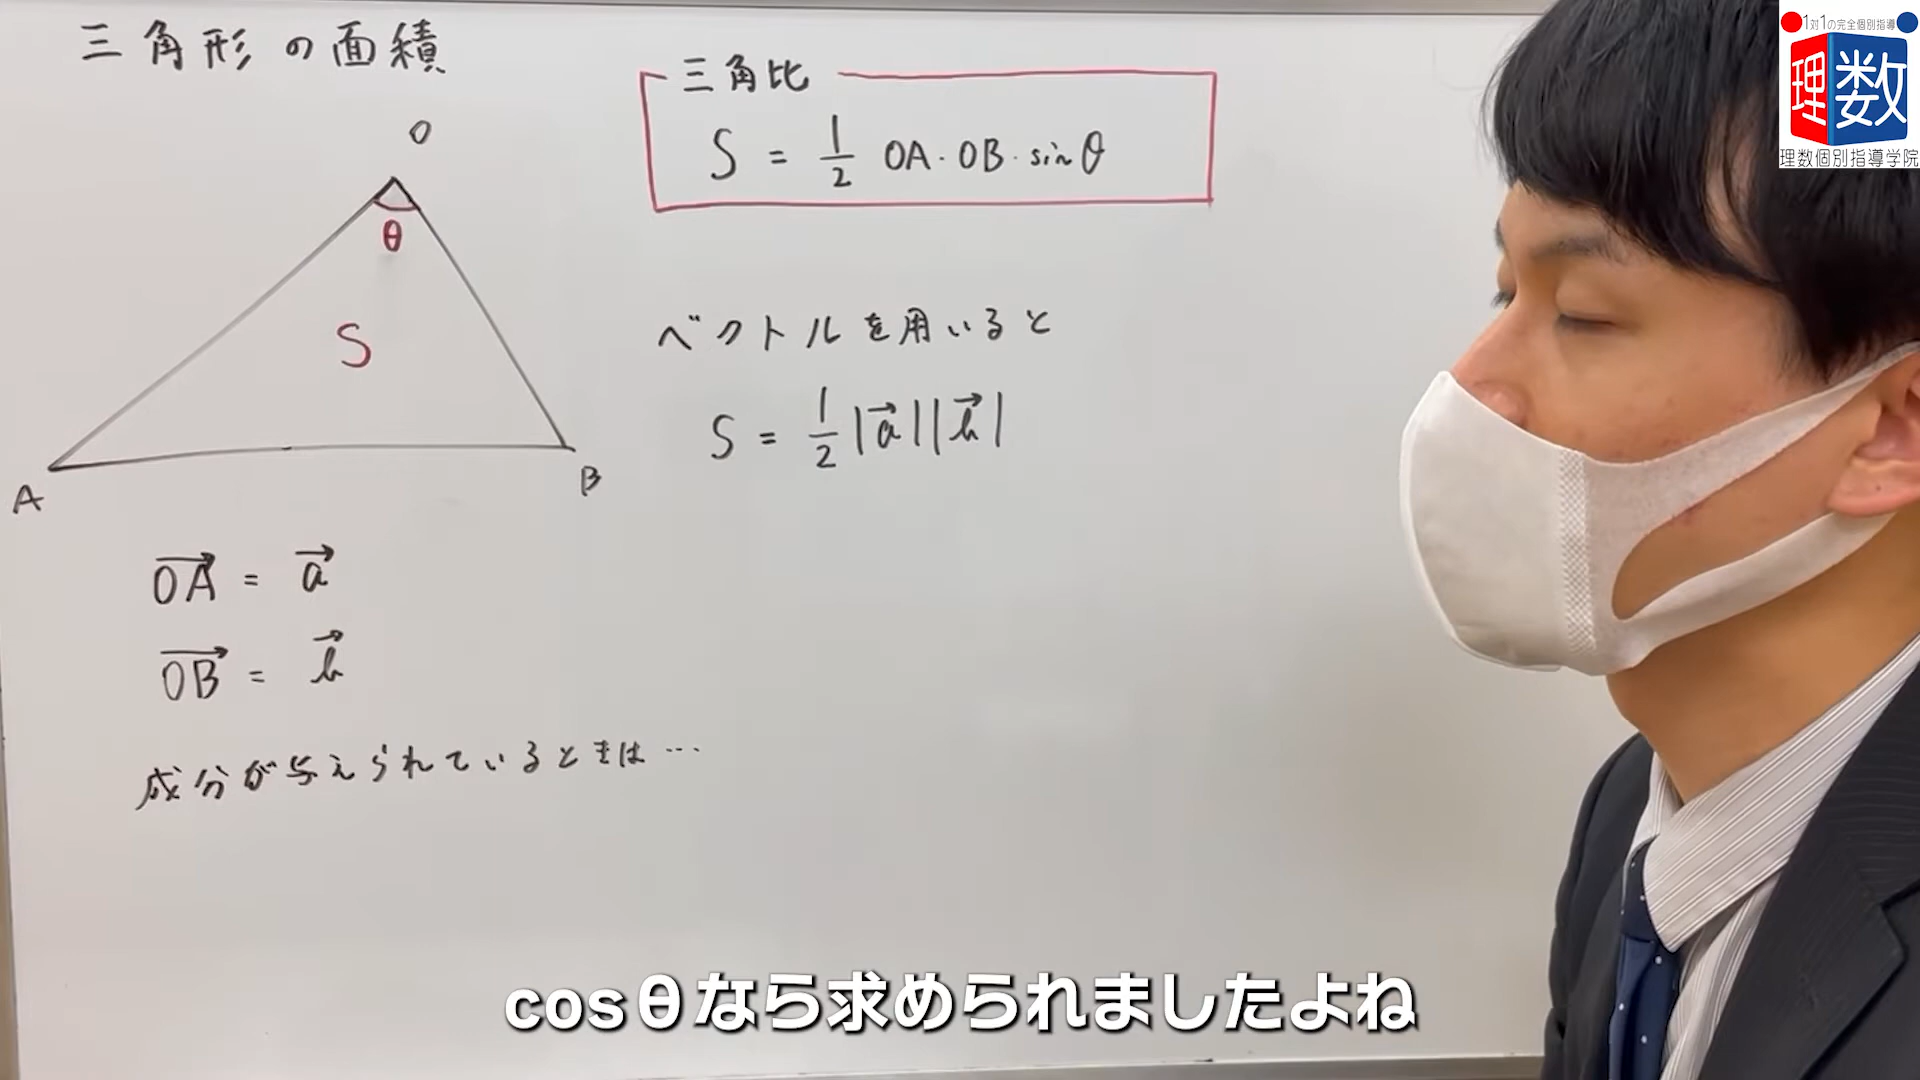 三角形の面積
三角比
S = 1/2 OA・OB・sinθ
O
θ
S
A
B
ベクトルを用いると
S = 1/2 |a→||b→|
OA→ = a→
OB→ = b→
成分が与えられているときは…
cosθなら求められましたよね
1対1の完全個別指導
理数
理数個別指導学院